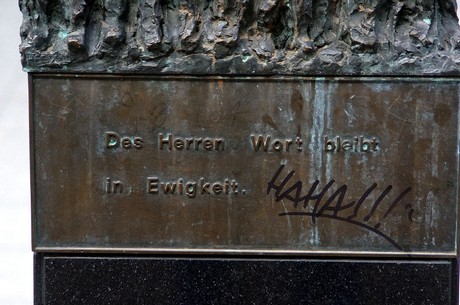 Des Herren Wort bleibt
in Ewigkeit. HAHA!!!